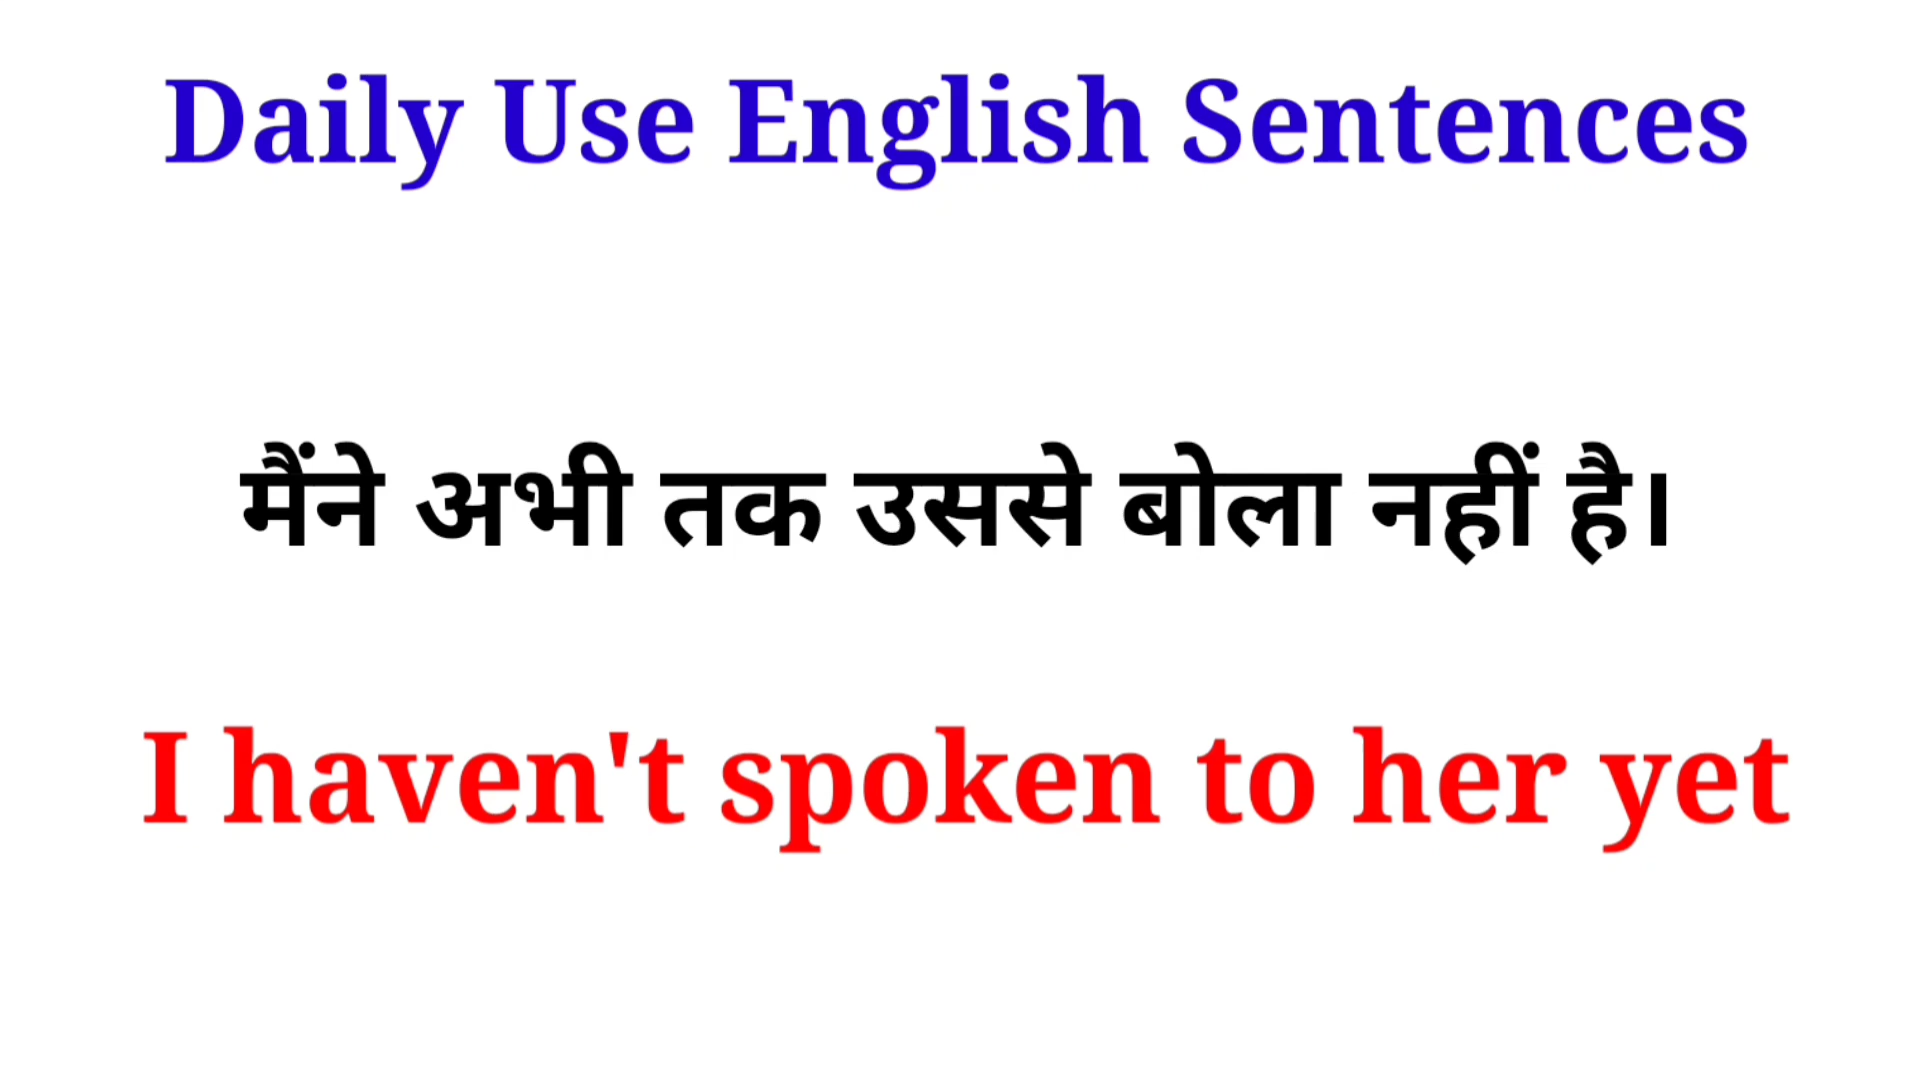 Daily Use English Sentences
मैंने अभी तक उससे बोला नहीं है।
I haven't spoken to her yet